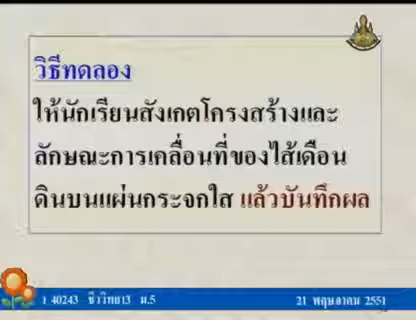 วิธีทดลอง
ให้นักเรียนสังเกตโครงสร้างและ
ลักษณะการเคลื่อนที่ของไส้เดือน
ดินบนแผ่นกระจกใส แล้วบันทึกผล
ว 40243 ชีววิทยา3 ม.5
21 พฤษภาคม 2551